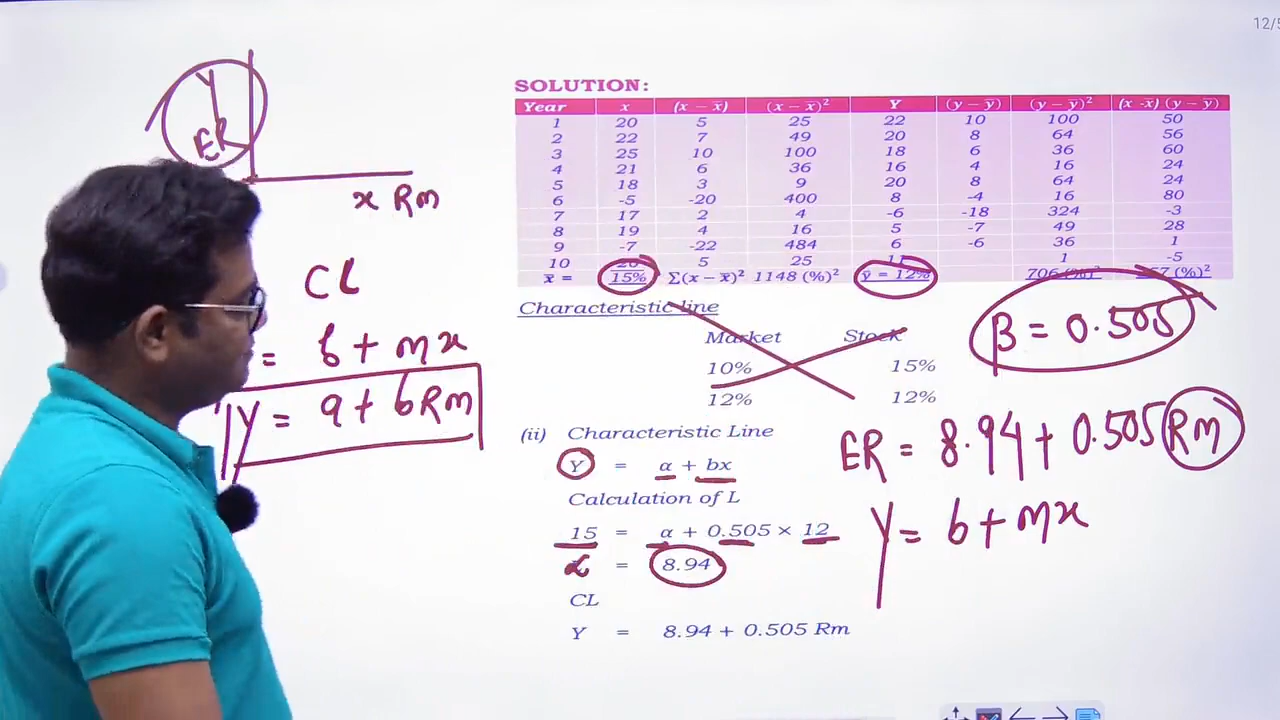 12/5
Y
ER
x Rm
CL
= b + mx
Y = a + bRm
SOLUTION:
Year x (x – x̄) (x – x̄)² Y (y – ȳ) (y – ȳ)² (x -x̄) (y – ȳ)
1 20 5 25 22 10 100 50
2 22 7 49 20 8 64 56
3 25 10 100 18 6 36 60
4 21 6 36 16 4 16 24
5 18 3 9 20 8 64 24
6 -5 -20 400 8 -4 16 80
7 17 2 4 -6 -18 324 -3
8 19 4 16 5 -7 49 28
9 -7 -22 484 6 -6 36 1
10 20 5 25 11 1 -5
x̄ = 15% Σ(x – x̄)² 1148 (%)² ȳ = 12% 706 (%)² (%)²
Characteristic line
Market Stock
10% 15%
12% 12%
β = 0.505
(ii) Characteristic Line
Y = α + bx
ER = 8.94 + 0.505 Rm
Calculation of L
15 = α + 0.505 × 12
Y = b + mx
α = 8.94
CL
Y = 8.94 + 0.505 Rm